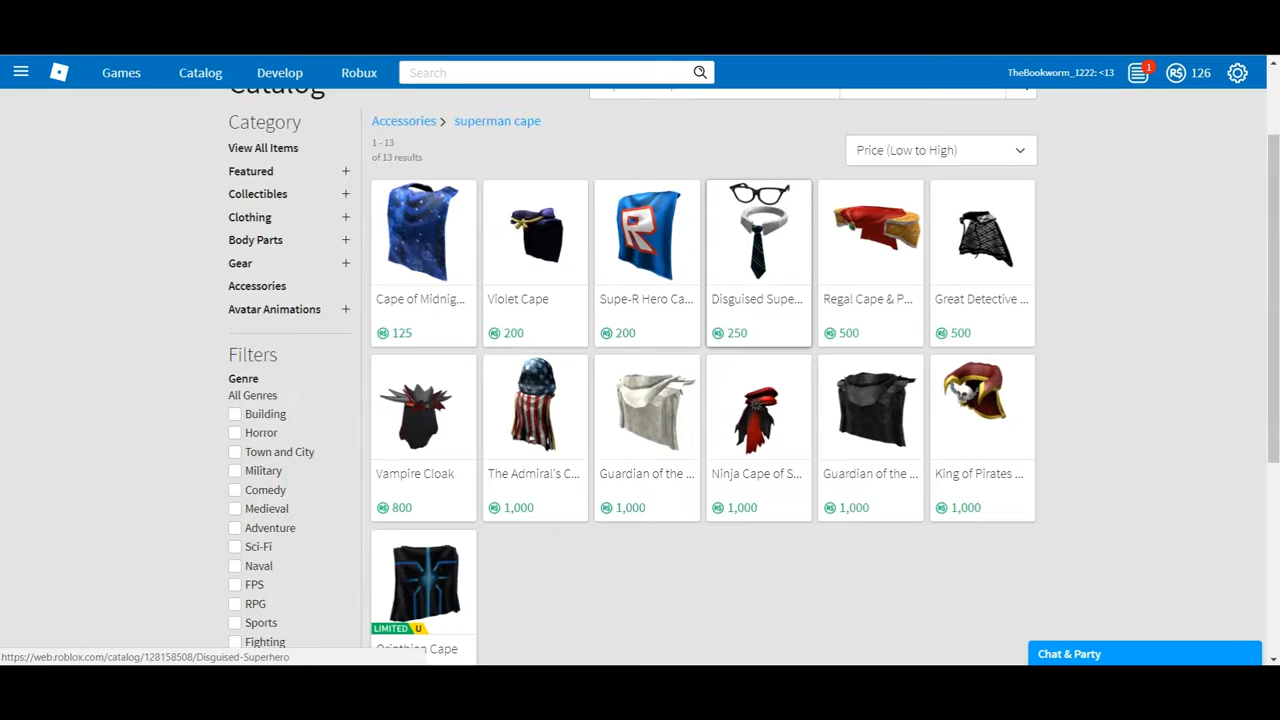 Games
Catalog
Develop
Robux
Search
TheBookworm_1222: <13
1
126
Catalog
Category
View All Items
Featured
Collectibles
Clothing
Body Parts
Gear
Accessories
Avatar Animations
Filters
Genre
All Genres
Building
Horror
Town and City
Military
Comedy
Medieval
Adventure
Sci-Fi
Naval
FPS
RPG
Sports
Fighting
Accessories > superman cape
1 - 13
of 13 results
Price (Low to High)
Cape of Midnig...
125
Violet Cape
200
R
Supe-R Hero Ca...
200
Disguised Supe...
250
Regal Cape & P...
500
Great Detective ...
500
Vampire Cloak
800
The Admiral's C...
1,000
Guardian of the ...
1,000
Ninja Cape of S...
1,000
Guardian of the ...
1,000
King of Pirates ...
1,000
LIMITED U
Orinthian Cape
https://web.roblox.com/catalog/128158508/Disguised-Superhero
Chat & Party